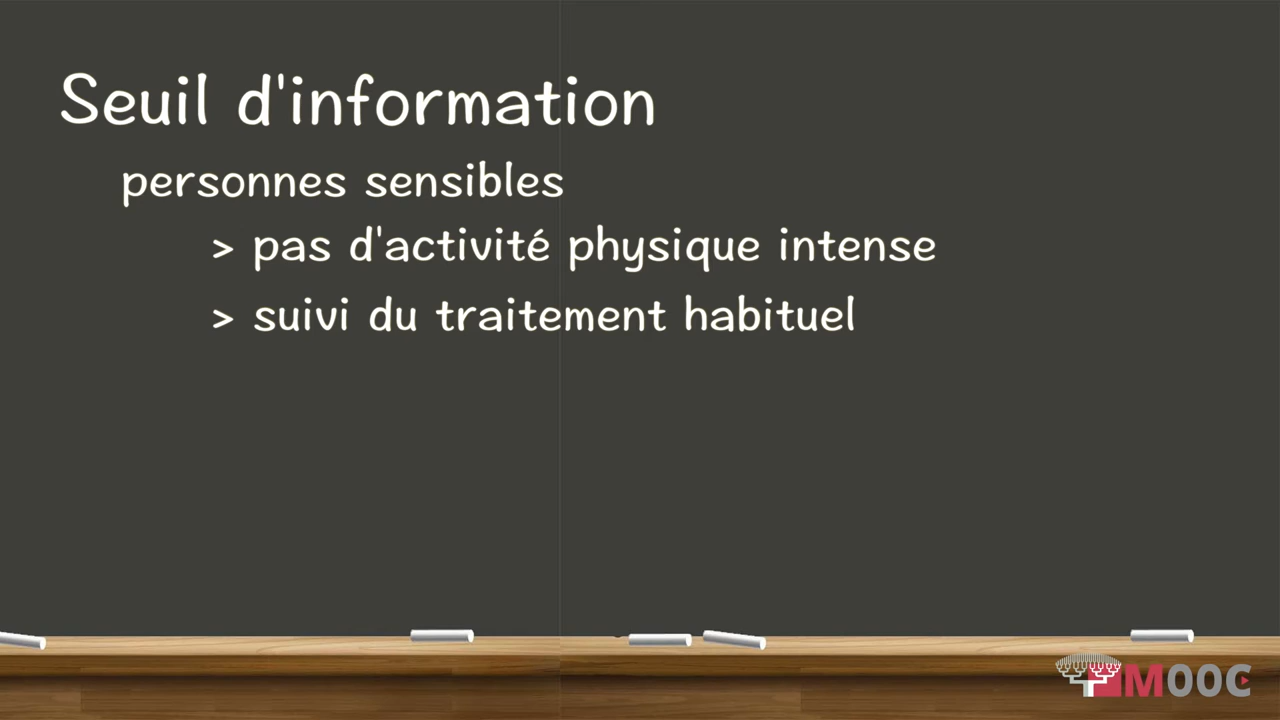 Seuil d'information
personnes sensibles
> pas d'activité physique intense
> suivi du traitement habituel
MOOC